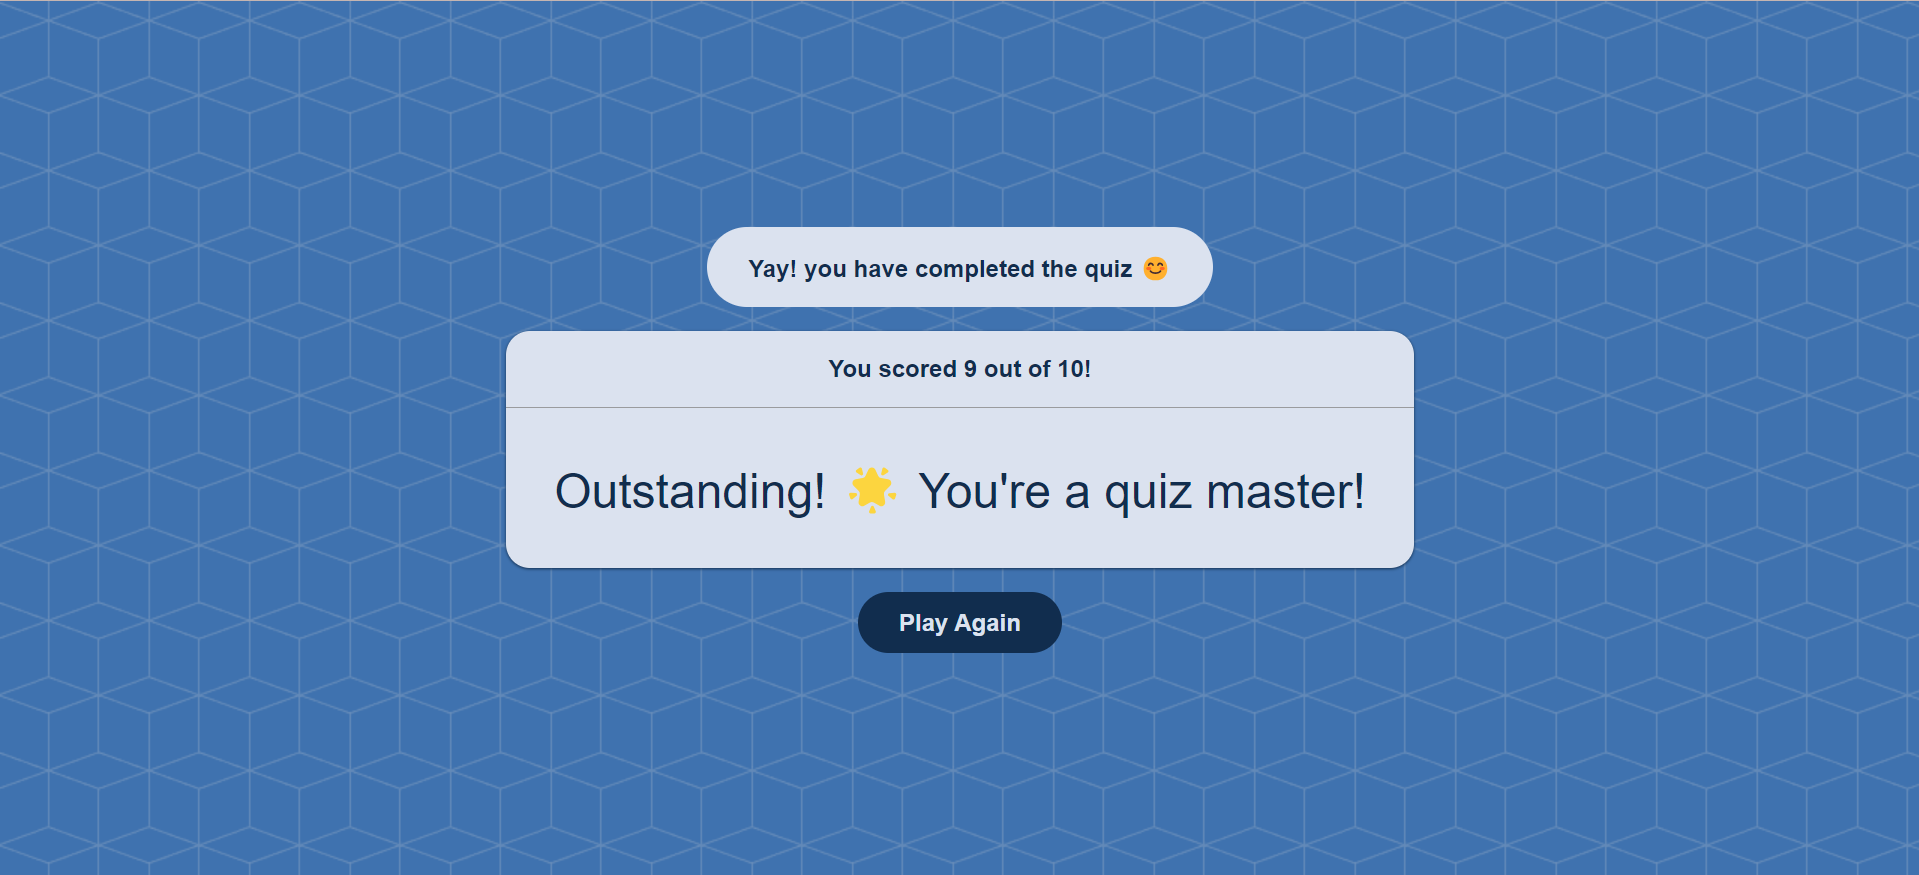 Yay! you have completed the quiz 😊
You scored 9 out of 10!
Outstanding! 🌟 You're a quiz master!
Play Again